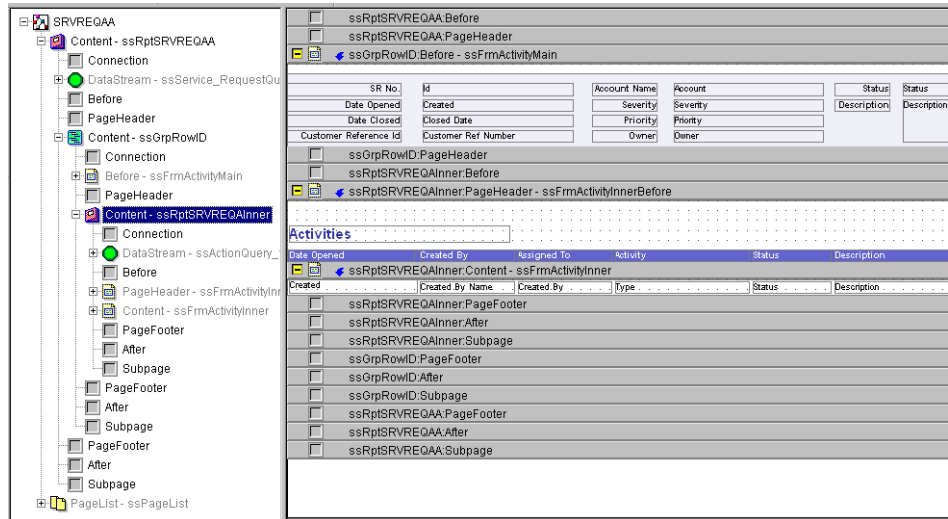 SRVREQAA
Content - ssRptSRVREQAA
Connection
DataStream - ssService_RequestQu
Before
PageHeader
Content - ssGrpRowID
Connection
Before - ssFrmActivityMain
PageHeader
Content - ssRptSRVREQAInner
Connection
DataStream - ssActionQuery_
Before
PageHeader - ssFrmActivityInn
Content - ssFrmActivityInner
PageFooter
After
Subpage
PageFooter
After
Subpage
PageFooter
After
Subpage
PageList - ssPageList
ssRptSRVREQAA:Before
ssRptSRVREQAA:PageHeader
ssGrpRowID:Before - ssFrmActivityMain
SR No. Id Account Name Account Status Status
Date Opened Created Severity Severity Description Description
Date Closed Closed Date Priority Priority
Customer Reference Id Customer Ref Number Owner Owner
ssGrpRowID:PageHeader
ssRptSRVREQAInner:Before
ssRptSRVREQAInner:PageHeader - ssFrmActivityInnerBefore
Activities
Date Opened Created By Assigned To Activity Status Description
ssRptSRVREQAInner:Content - ssFrmActivityInner
Created Created By Name Created By Type Status Description
ssRptSRVREQAInner:PageFooter
ssRptSRVREQAInner:After
ssRptSRVREQAInner:Subpage
ssGrpRowID:PageFooter
ssGrpRowID:After
ssGrpRowID:Subpage
ssRptSRVREQAA:PageFooter
ssRptSRVREQAA:After
ssRptSRVREQAA:Subpage